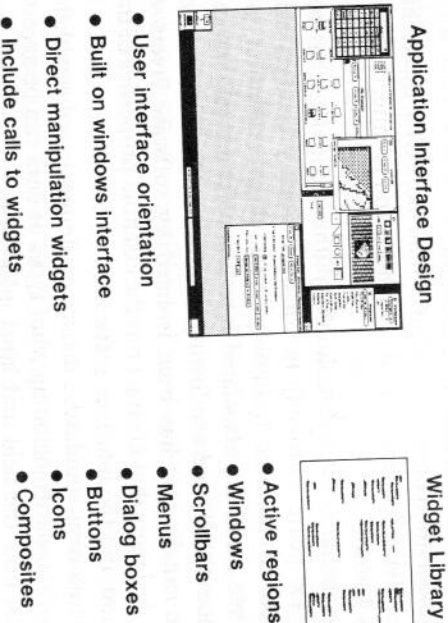 Application Interface Design
● User interface orientation
● Built on windows interface
● Direct manipulation widgets
● Include calls to widgets
Widget Library
● Active regions
● Windows
● Scrollbars
● Menus
● Dialog boxes
● Buttons
● Icons
● Composites